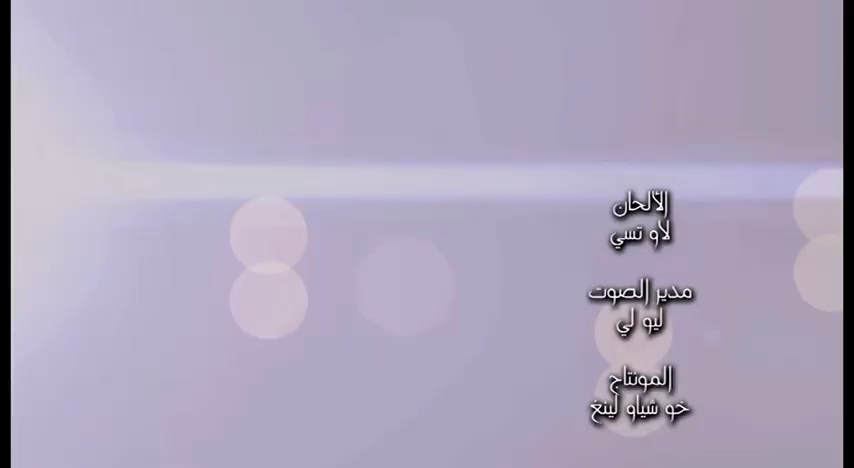 الألحان
لاو تسي
مدير الصوت
ليو لي
المونتاج
خو شياو لينغ